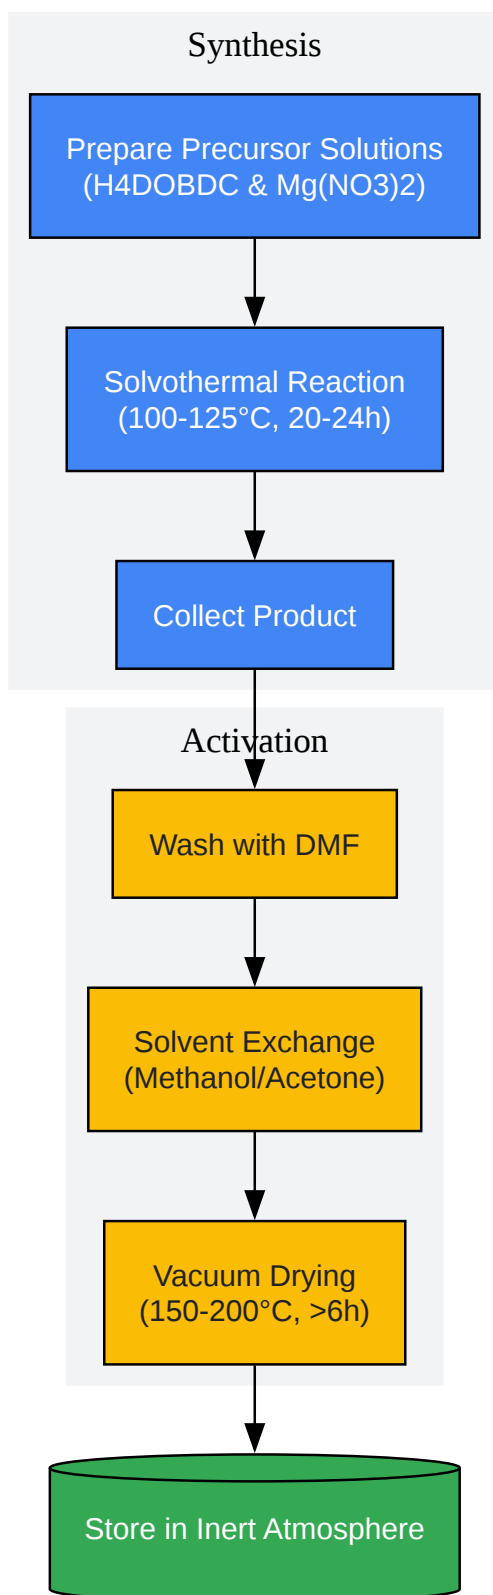 Synthesis
Prepare Precursor Solutions
(H4DOBDC & Mg(NO3)2)
Solvothermal Reaction
(100-125°C, 20-24h)
Collect Product
Activation
Wash with DMF
Solvent Exchange
(Methanol/Acetone)
Vacuum Drying
(150-200°C, >6h)
Store in Inert Atmosphere